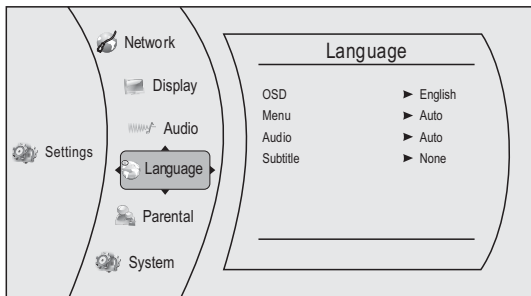 Settings
Network
Display
Audio
Language
Parental
System
Language
OSD ► English
Menu ► Auto
Audio ► Auto
Subtitle ► None